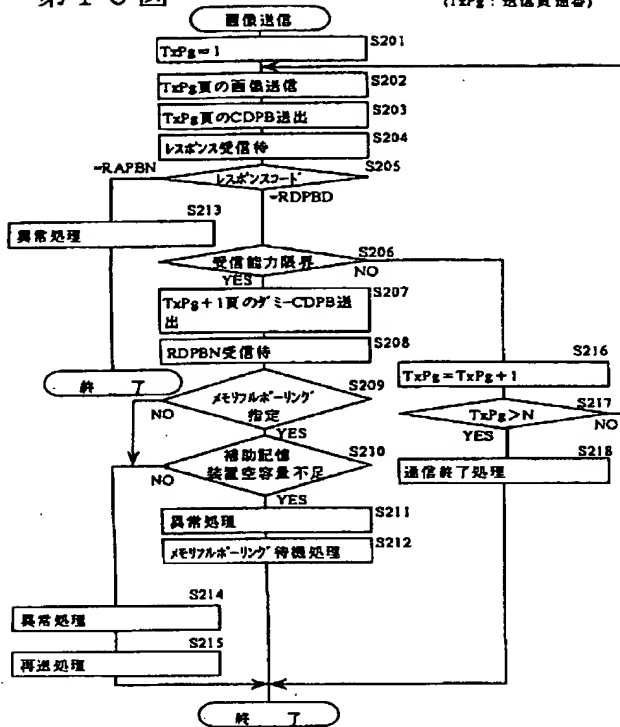 第10図
(TxPg:送信頁通番)
画像送信
TxPg=1
S201
TxPg頁の画像送信
S202
TxPg頁のCDPB送出
S203
レスポンス受信待
S204
レスポンスコード
S205
=RAPBN
=RDPBD
S213
異常処理
受信能力限界
S206
YES
NO
TxPg+1頁のダミーCDPB送
出
S207
RDPBN受信待
S208
終 了
メモリフルポーリング
指定
S209
NO
YES
TxPg=TxPg+1
S216
TxPg>N
S217
YES
NO
補助記憶
装置空容量不足
S210
NO
YES
通信終了処理
S218
異常処理
S211
メモリフルポーリング待機処理
S212
S214
異常処理
S215
再送処理
終 了